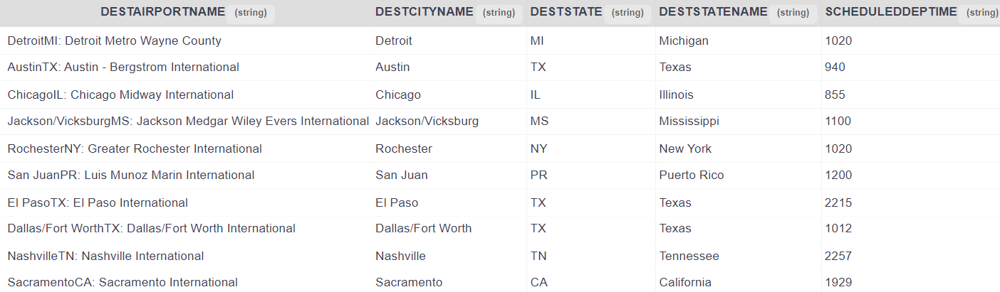 DESTAIRPORTNAME (string) DESTCITYNAME (string) DESTSTATE (string) DESTSTATENAME (string) SCHEDULEDDEPTIME (string)
DetroitMI: Detroit Metro Wayne County Detroit MI Michigan 1020
AustinTX: Austin - Bergstrom International Austin TX Texas 940
ChicagoIL: Chicago Midway International Chicago IL Illinois 855
Jackson/VicksburgMS: Jackson Medgar Wiley Evers International Jackson/Vicksburg MS Mississippi 1100
RochesterNY: Greater Rochester International Rochester NY New York 1020
San JuanPR: Luis Munoz Marin International San Juan PR Puerto Rico 1200
El PasoTX: El Paso International El Paso TX Texas 2215
Dallas/Fort WorthTX: Dallas/Fort Worth International Dallas/Fort Worth TX Texas 1012
NashvilleTN: Nashville International Nashville TN Tennessee 2257
SacramentoCA: Sacramento International Sacramento CA California 1929